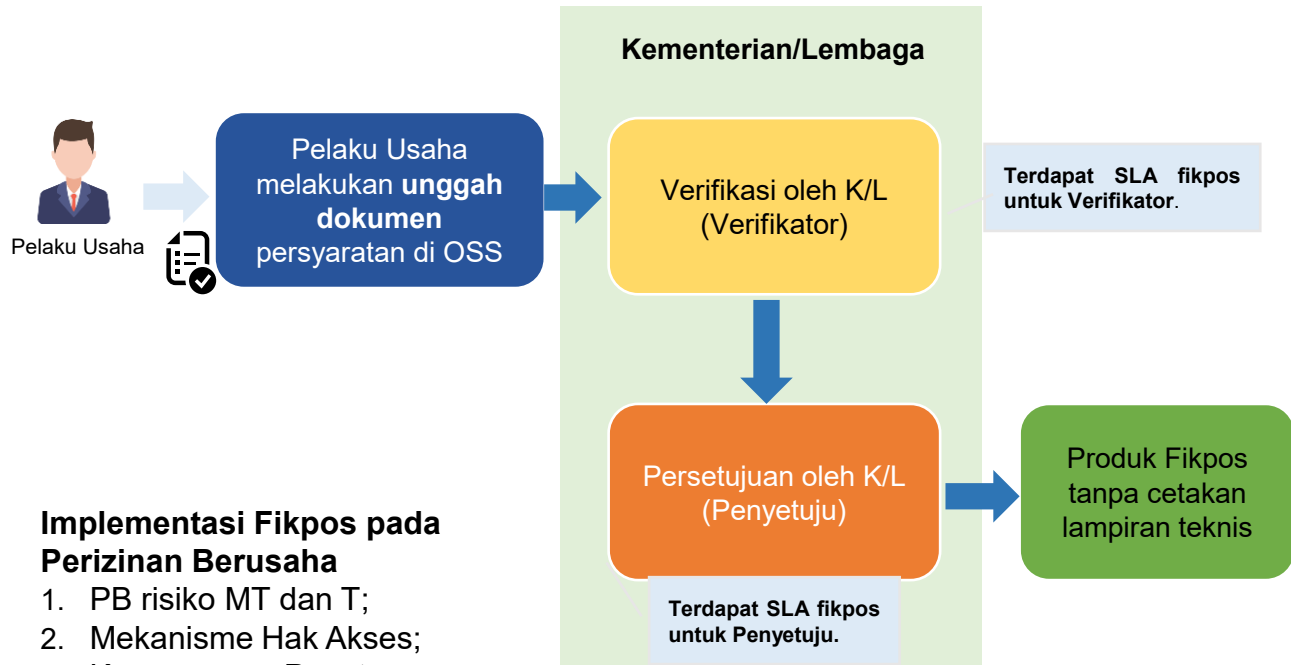 Kementerian/Lembaga
Pelaku Usaha
Pelaku Usaha
melakukan unggah
dokumen
persyaratan di OSS
Verifikasi oleh K/L
(Verifikator)
Terdapat SLA fikpos
untuk Verifikator.
Persetujuan oleh K/L
(Penyetuju)
Terdapat SLA fikpos
untuk Penyetuju.
Produk Fikpos
tanpa cetakan
lampiran teknis
Implementasi Fikpos pada
Perizinan Berusaha
1. PB risiko MT dan T;
2. Mekanisme Hak Akses;